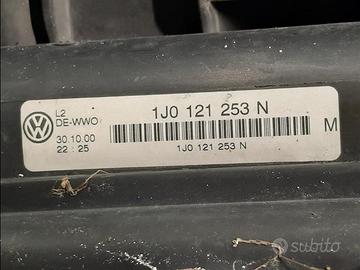 L2
DE-WWO
30.10.00
22 : 25
1J0 121 253 N
1J0 121 253 N
M
subito